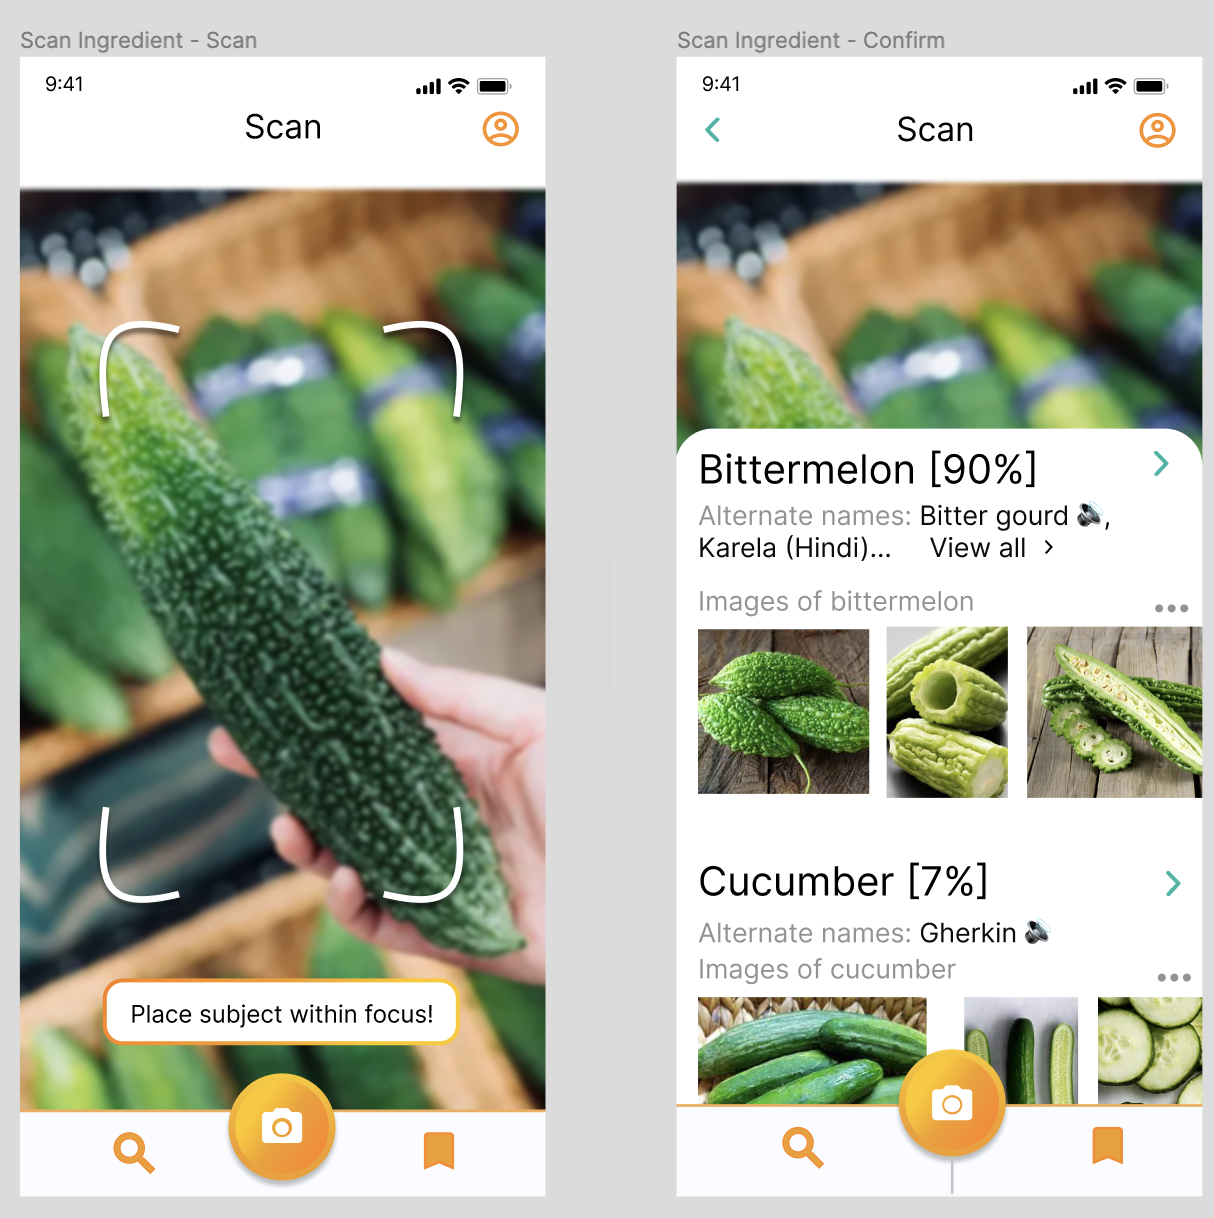 Scan Ingredient - Scan
9:41
Scan
Place subject within focus!
Scan Ingredient - Confirm
9:41
Scan
Bittermelon [90%]
Alternate names: Bitter gourd 🔊,
Karela (Hindi)... View all >
Images of bittermelon
Cucumber [7%]
Alternate names: Gherkin 🔊
Images of cucumber